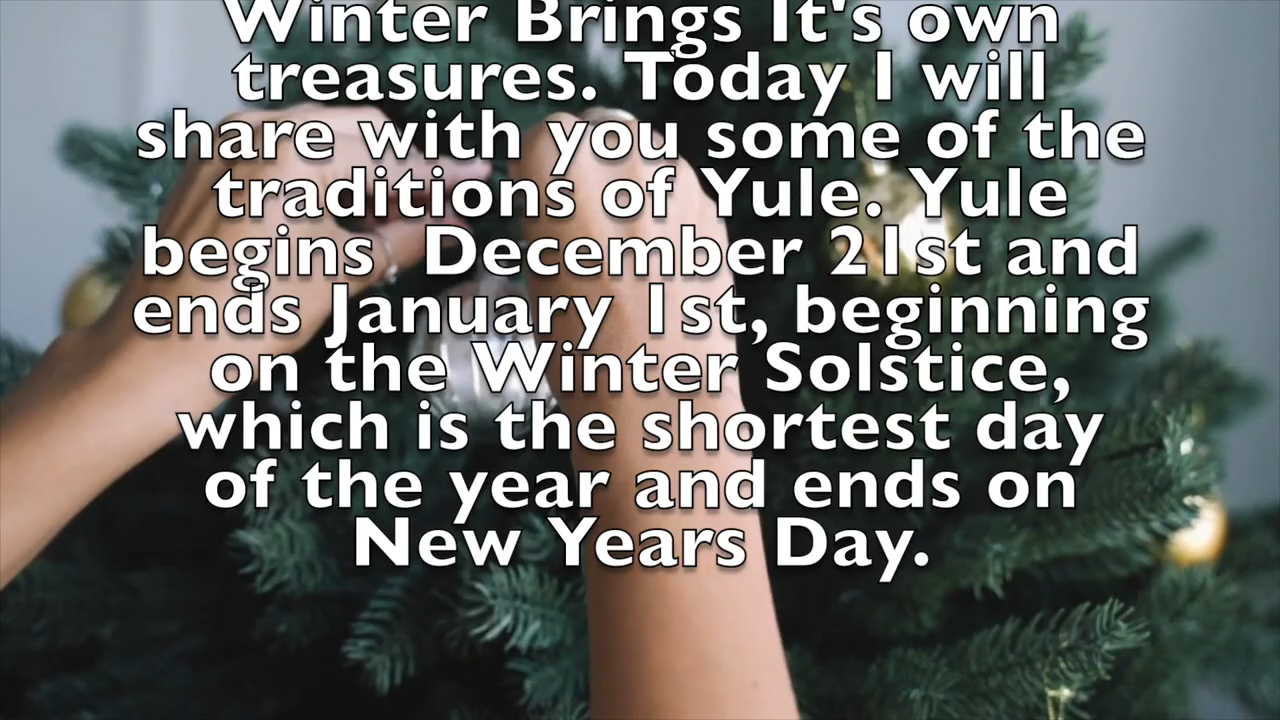 Winter Brings It's own
treasures. Today I will
share with you some of the
traditions of Yule. Yule
begins  December 21st and
ends January 1st, beginning
on the Winter Solstice,
which is the shortest day
of the year and ends on
New Years Day.